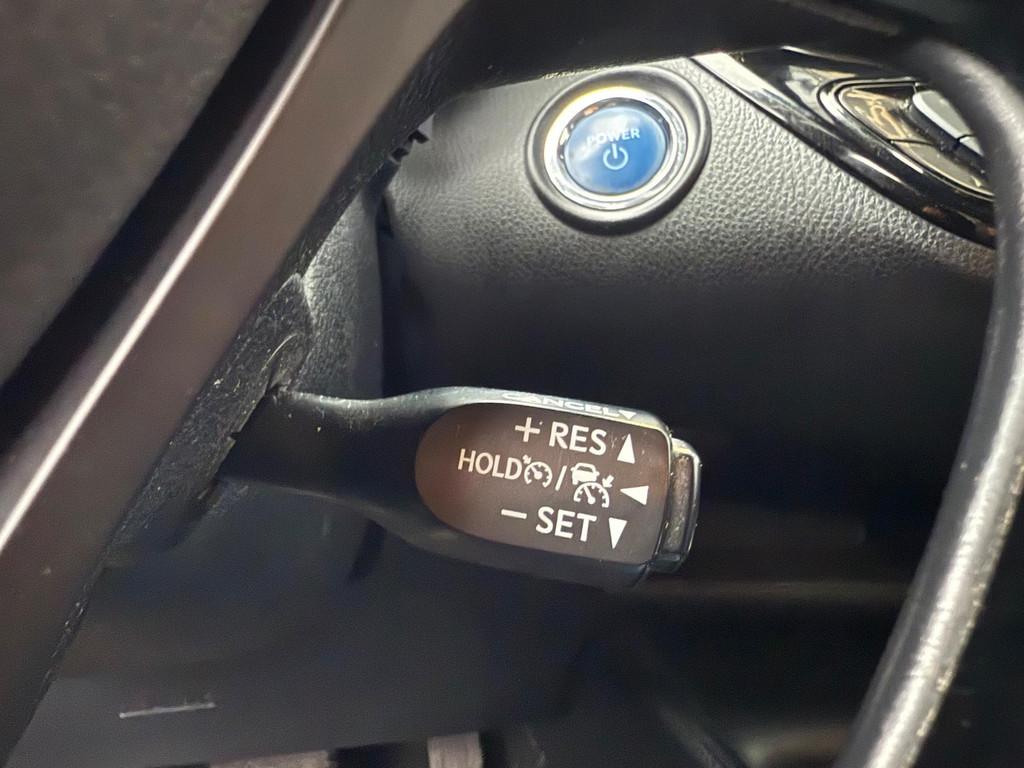 POWER
CANCEL
+ RES
HOLD /
- SET